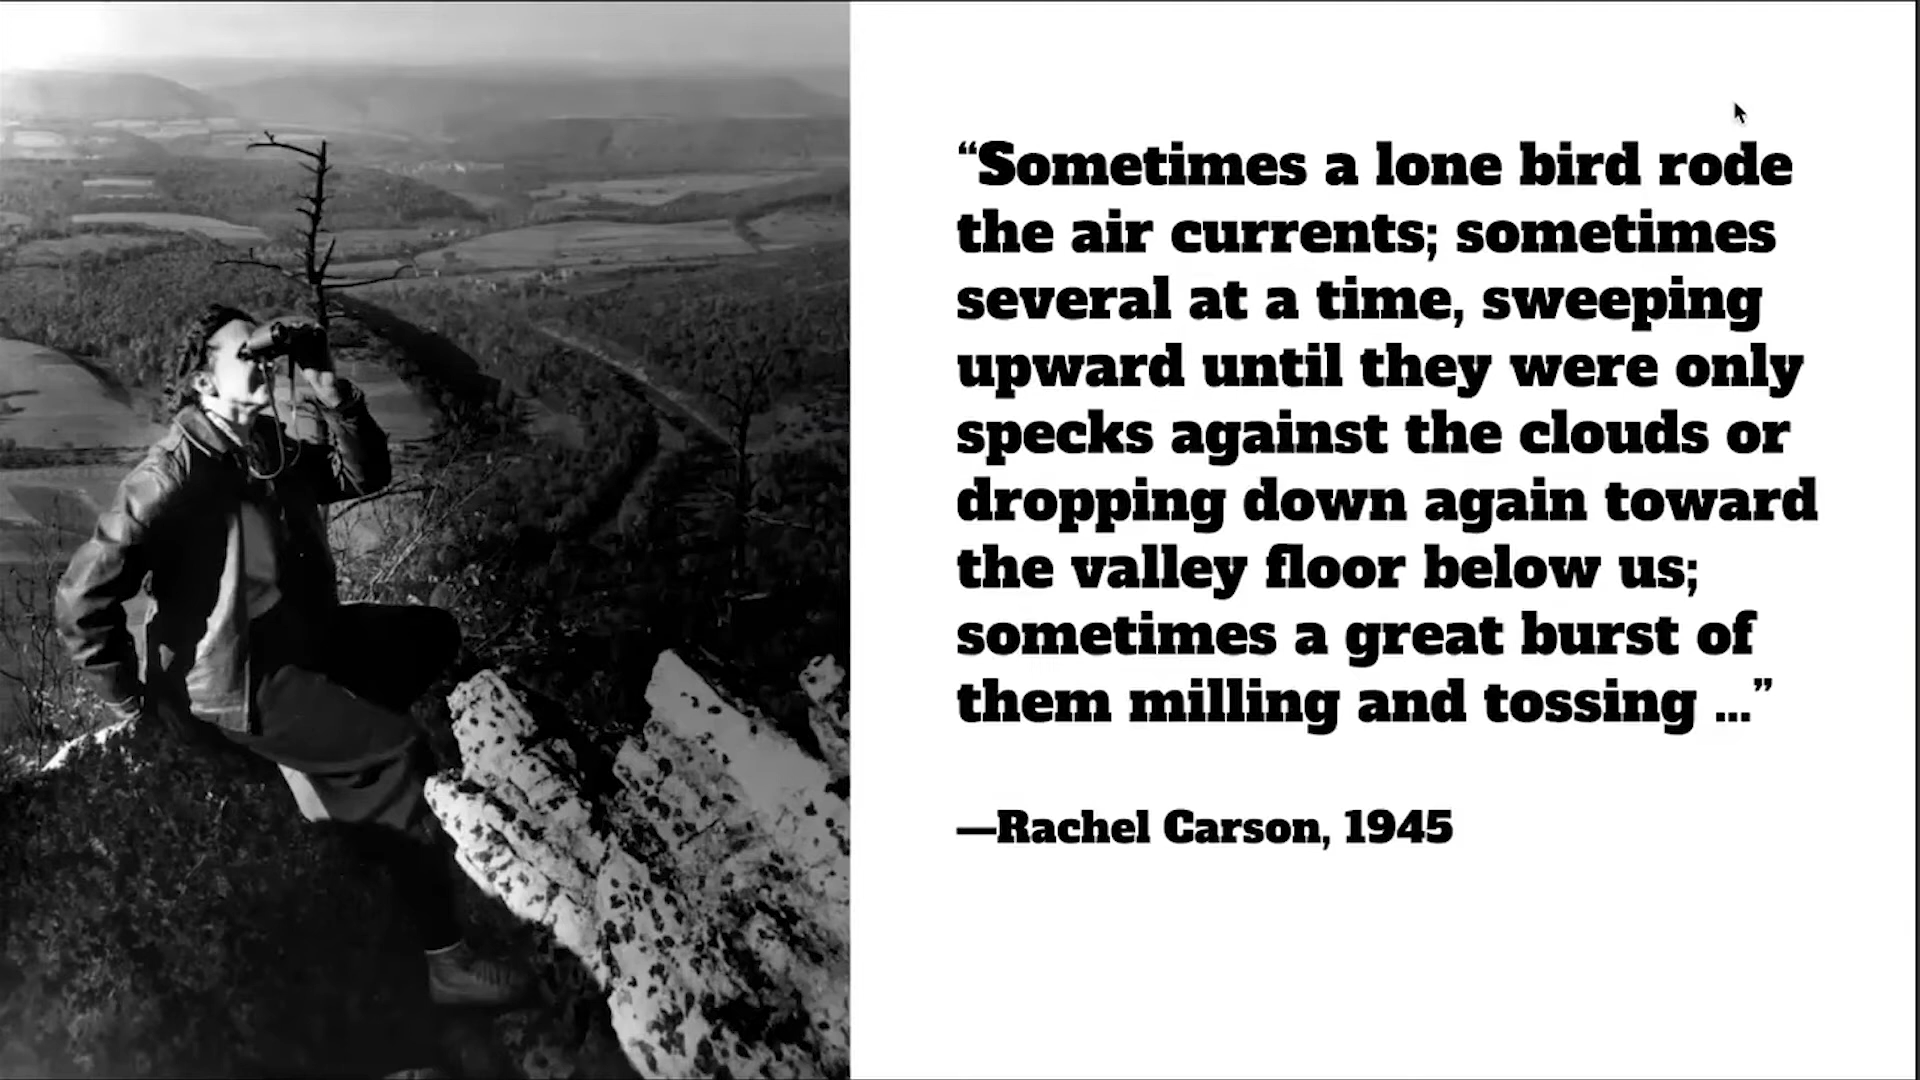 “Sometimes a lone bird rode
the air currents; sometimes
several at a time, sweeping
upward until they were only
specks against the clouds or
dropping down again toward
the valley floor below us;
sometimes a great burst of
them milling and tossing ...”
—Rachel Carson, 1945